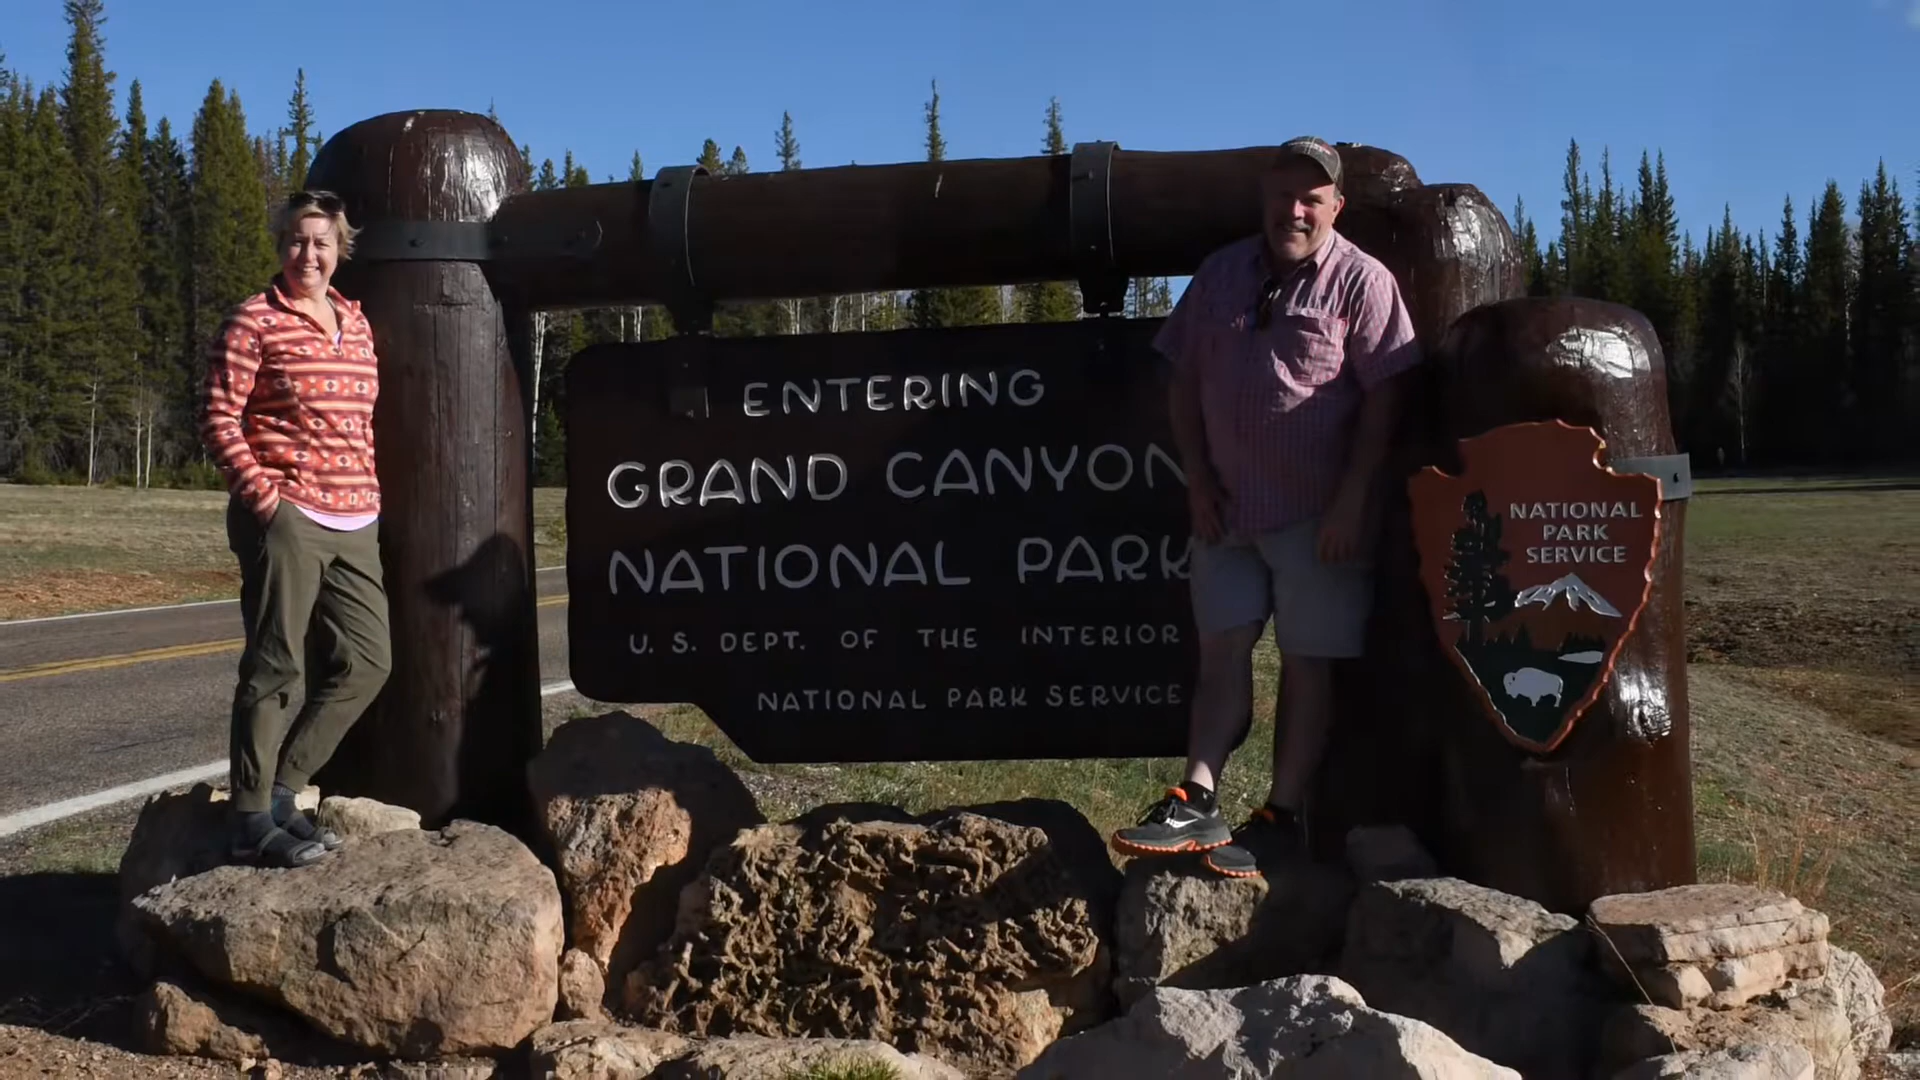 ENTERING
GRAND CANYON
NATIONAL PARK
U. S. DEPT. OF THE INTERIOR
NATIONAL PARK SERVICE
NATIONAL
PARK
SERVICE